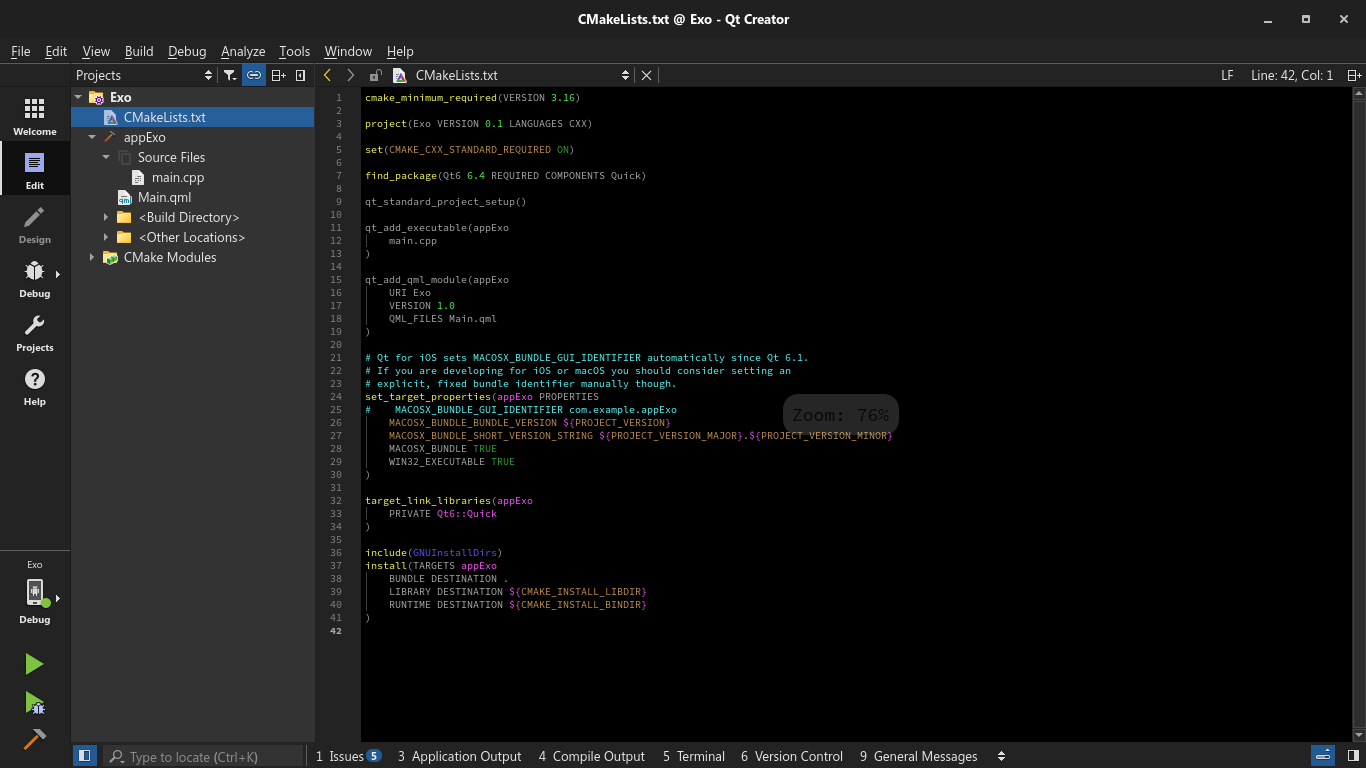 CMakeLists.txt @ Exo - Qt Creator
File Edit View Build Debug Analyze Tools Window Help
Projects
CMakeLists.txt
LF Line: 42, Col: 1
Welcome
Edit
Design
Debug
Projects
Help
Exo
Debug
Exo
CMakeLists.txt
appExo
Source Files
main.cpp
Main.qml
<Build Directory>
<Other Locations>
CMake Modules
1 cmake_minimum_required(VERSION 3.16)
2
3 project(Exo VERSION 0.1 LANGUAGES CXX)
4
5 set(CMAKE_CXX_STANDARD_REQUIRED ON)
6
7 find_package(Qt6 6.4 REQUIRED COMPONENTS Quick)
8
9 qt_standard_project_setup()
10
11 qt_add_executable(appExo
12     main.cpp
13 )
14
15 qt_add_qml_module(appExo
16     URI Exo
17     VERSION 1.0
18     QML_FILES Main.qml
19 )
20
21 # Qt for iOS sets MACOSX_BUNDLE_GUI_IDENTIFIER automatically since Qt 6.1.
22 # If you are developing for iOS or macOS you should consider setting an
23 # explicit, fixed bundle identifier manually though.
24 set_target_properties(appExo PROPERTIES
25 #    MACOSX_BUNDLE_GUI_IDENTIFIER com.example.appExo
26     MACOSX_BUNDLE_BUNDLE_VERSION ${PROJECT_VERSION}
27     MACOSX_BUNDLE_SHORT_VERSION_STRING ${PROJECT_VERSION_MAJOR}.${PROJECT_VERSION_MINOR}
28     MACOSX_BUNDLE TRUE
29     WIN32_EXECUTABLE TRUE
30 )
31
32 target_link_libraries(appExo
33     PRIVATE Qt6::Quick
34 )
35
36 include(GNUInstallDirs)
37 install(TARGETS appExo
38     BUNDLE DESTINATION .
39     LIBRARY DESTINATION ${CMAKE_INSTALL_LIBDIR}
40     RUNTIME DESTINATION ${CMAKE_INSTALL_BINDIR}
41 )
42
Zoom: 76%
Type to locate (Ctrl+K)
1 Issues 5 3 Application Output 4 Compile Output 5 Terminal 6 Version Control 9 General Messages